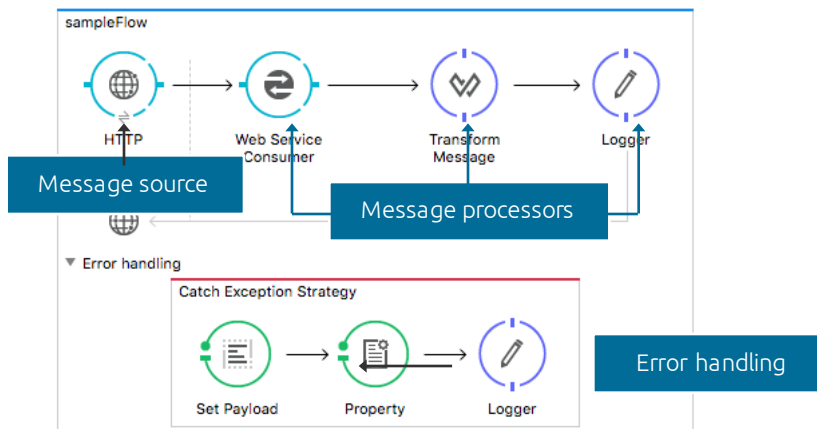 sampleFlow
HTTP
Web Service
Consumer
Transform
Message
Logger
Message source
Message processors
Error handling
Catch Exception Strategy
Set Payload
Property
Logger
Error handling